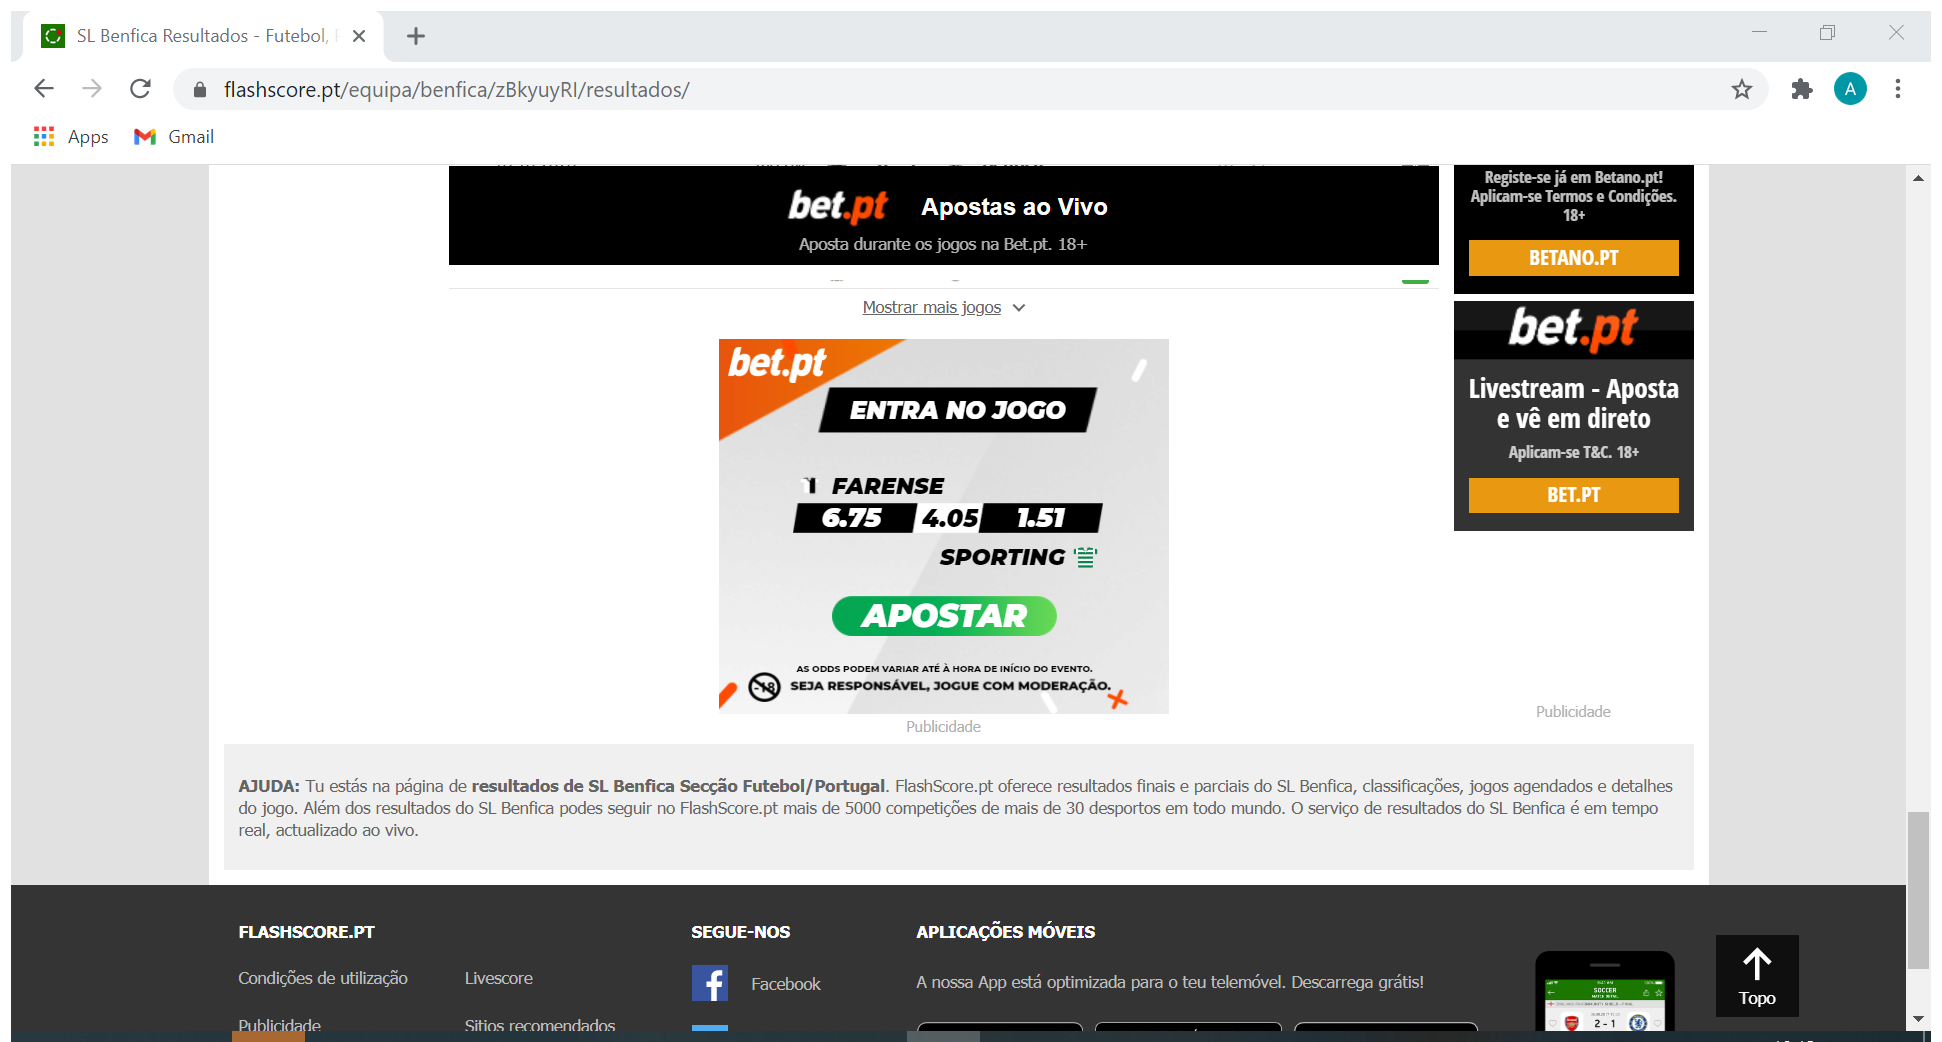 SL Benfica Resultados - Futebol,
flashscore.pt/equipa/benfica/zBkyuyRI/resultados/
A
Apps
Gmail
bet.pt Apostas ao Vivo
Aposta durante os jogos na Bet.pt. 18+
Registe-se já em Betano.pt!
Aplicam-se Termos e Condições.
18+
BETANO.PT
Mostrar mais jogos
bet.pt
ENTRA NO JOGO
FARENSE
6.75 4.05 1.51
SPORTING
APOSTAR
AS ODDS PODEM VARIAR ATÉ À HORA DE INÍCIO DO EVENTO.
-18 SEJA RESPONSÁVEL, JOGUE COM MODERAÇÃO.
Publicidade
bet.pt
Livestream - Aposta
e vê em direto
Aplicam-se T&C. 18+
BET.PT
Publicidade
AJUDA: Tu estás na página de resultados de SL Benfica Secção Futebol/Portugal. FlashScore.pt oferece resultados finais e parciais do SL Benfica, classificações, jogos agendados e detalhes
do jogo. Além dos resultados do SL Benfica podes seguir no FlashScore.pt mais de 5000 competições de mais de 30 desportos em todo mundo. O serviço de resultados do SL Benfica é em tempo
real, actualizado ao vivo.
FLASHSCORE.PT
Condições de utilização
Livescore
Publicidade
Sitios recomendados
SEGUE-NOS
Facebook
APLICAÇÕES MÓVEIS
A nossa App está optimizada para o teu telemóvel. Descarrega grátis!
SOCCER
2 - 1
Topo